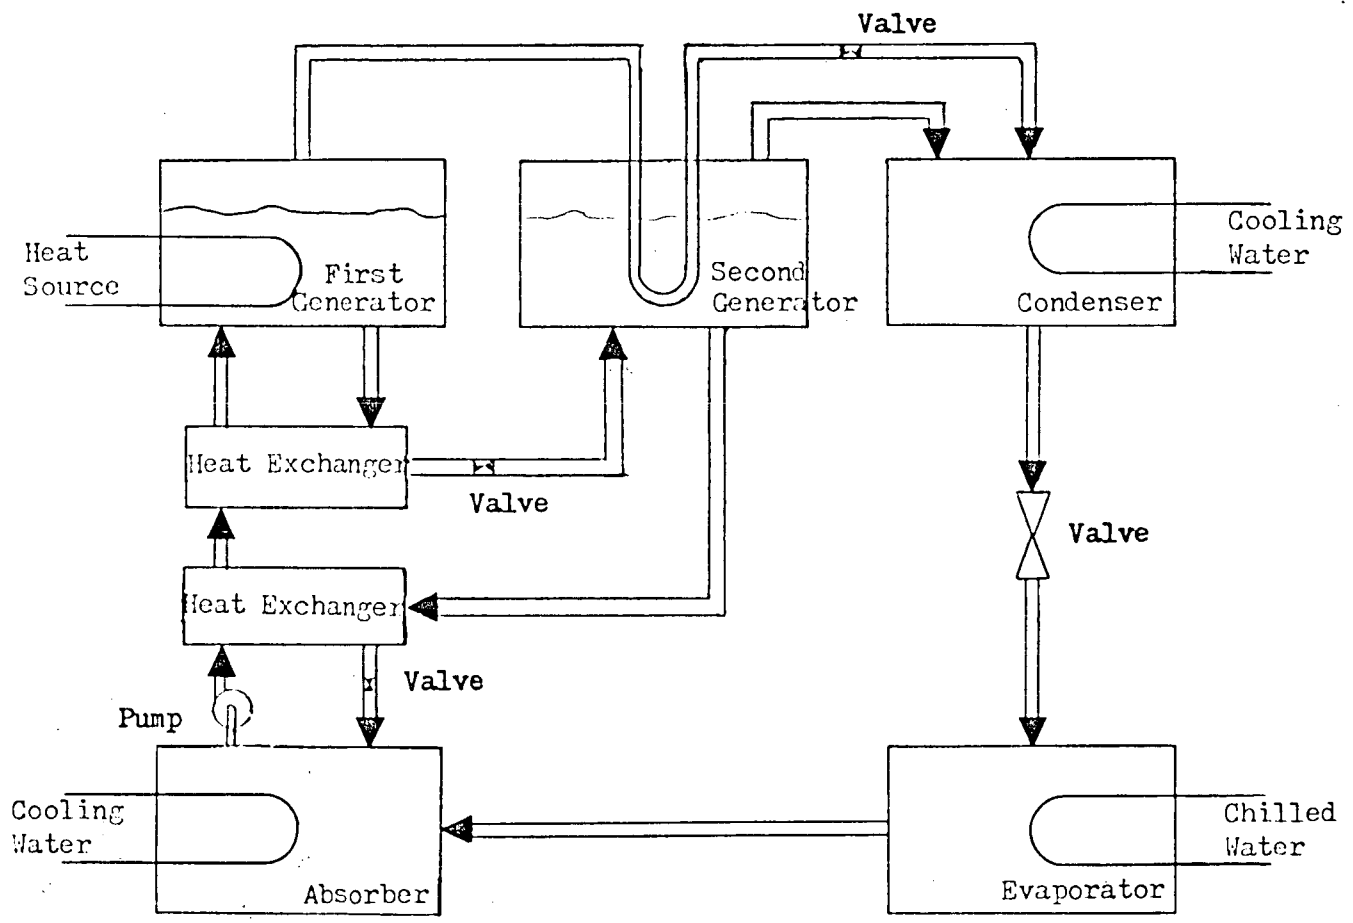 Valve
Heat
Source
First
Generator
Second
Generator
Cooling
Water
Condenser
Heat Exchanger
Valve
Valve
Heat Exchanger
Valve
Pump
Cooling
Water
Absorber
Chilled
Water
Evaporator